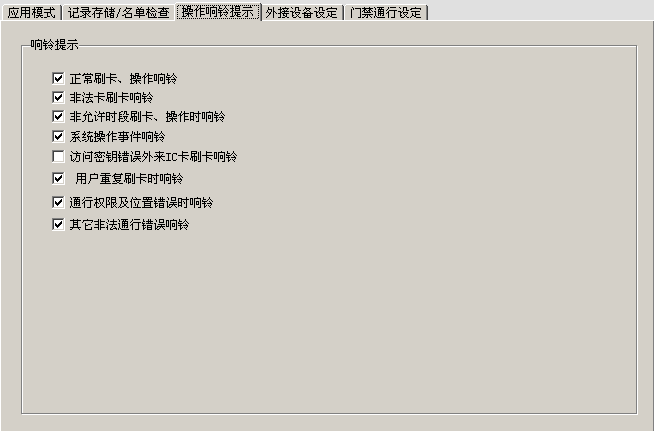 应用模式 记录存储/名单检查 操作响铃提示 外接设备设定 门禁通行设定
响铃提示
正常刷卡、操作响铃
非法卡刷卡响铃
非允许时段刷卡、操作时响铃
系统操作事件响铃
访问密钥错误外来IC卡刷卡响铃
用户重复刷卡时响铃
通行权限及位置错误时响铃
其它非法通行错误响铃